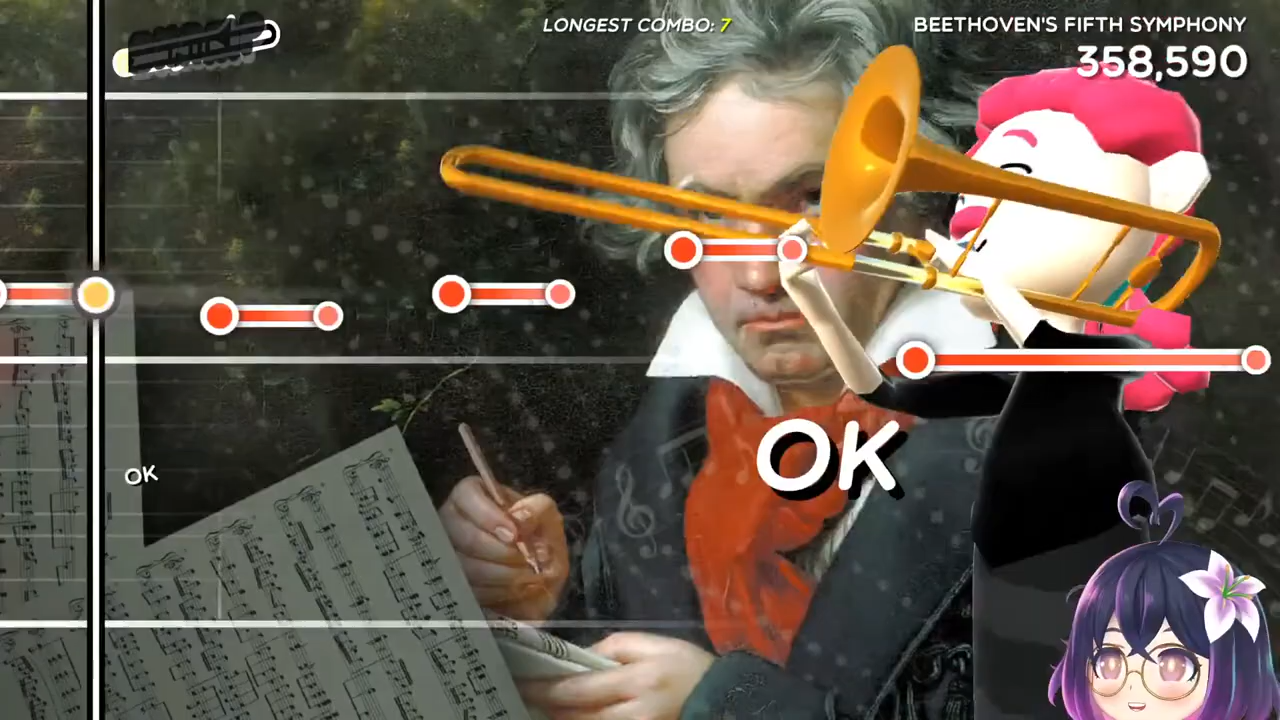 LONGEST COMBO: 7
BEETHOVEN'S FIFTH SYMPHONY
358,590
OK
OK